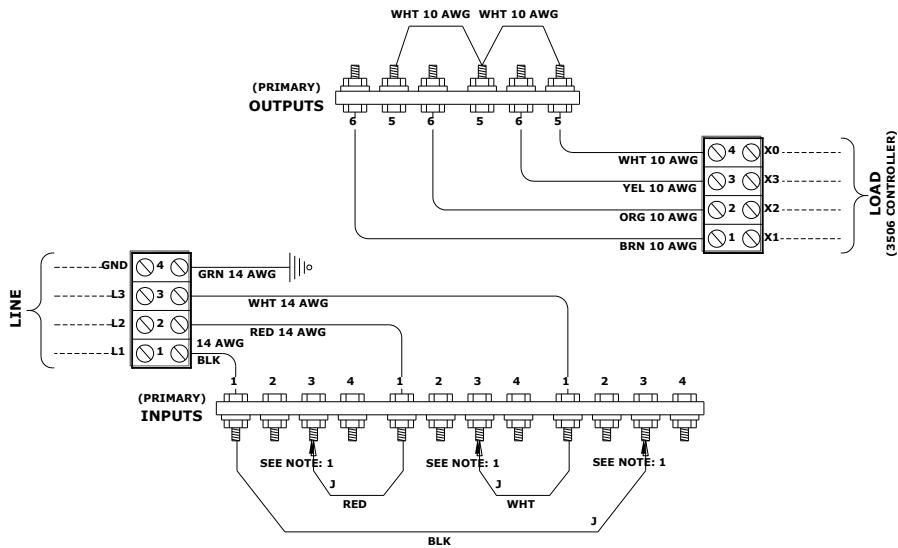 WHT 10 AWG WHT 10 AWG
(PRIMARY)
OUTPUTS
6 5 6 5 6 5
WHT 10 AWG 4 X0
YEL 10 AWG 3 X3
ORG 10 AWG 2 X2
BRN 10 AWG 1 X1
LOAD
(3506 CONTROLLER)
LINE
GND 4 GRN 14 AWG
L3 3 WHT 14 AWG
L2 2 RED 14 AWG
L1 1 14 AWG
BLK
(PRIMARY)
INPUTS
1 2 3 4 1 2 3 4 1 2 3 4
SEE NOTE: 1 SEE NOTE: 1 SEE NOTE: 1
J J J
RED WHT
BLK